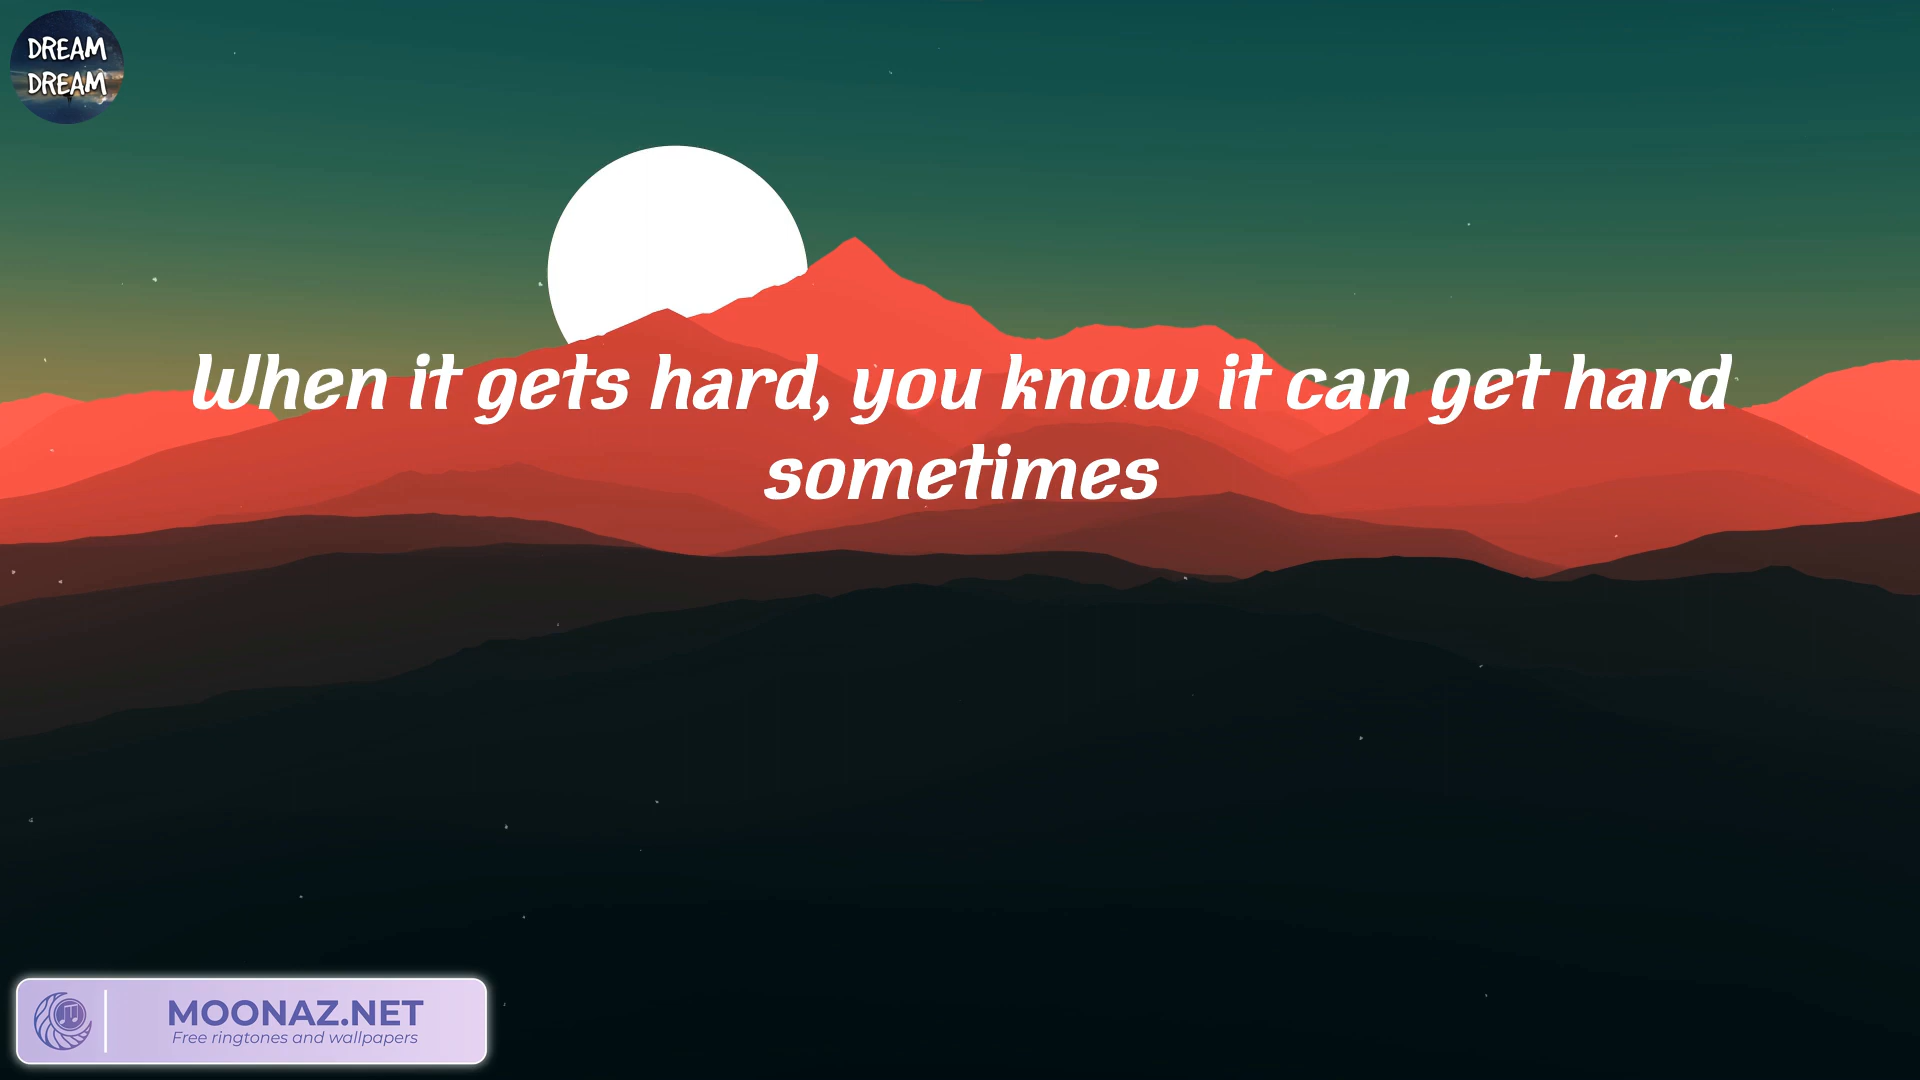 DREAM
DREAM
When it gets hard, you know it can get hard
sometimes
MOONAZ.NET
Free ringtones and wallpapers